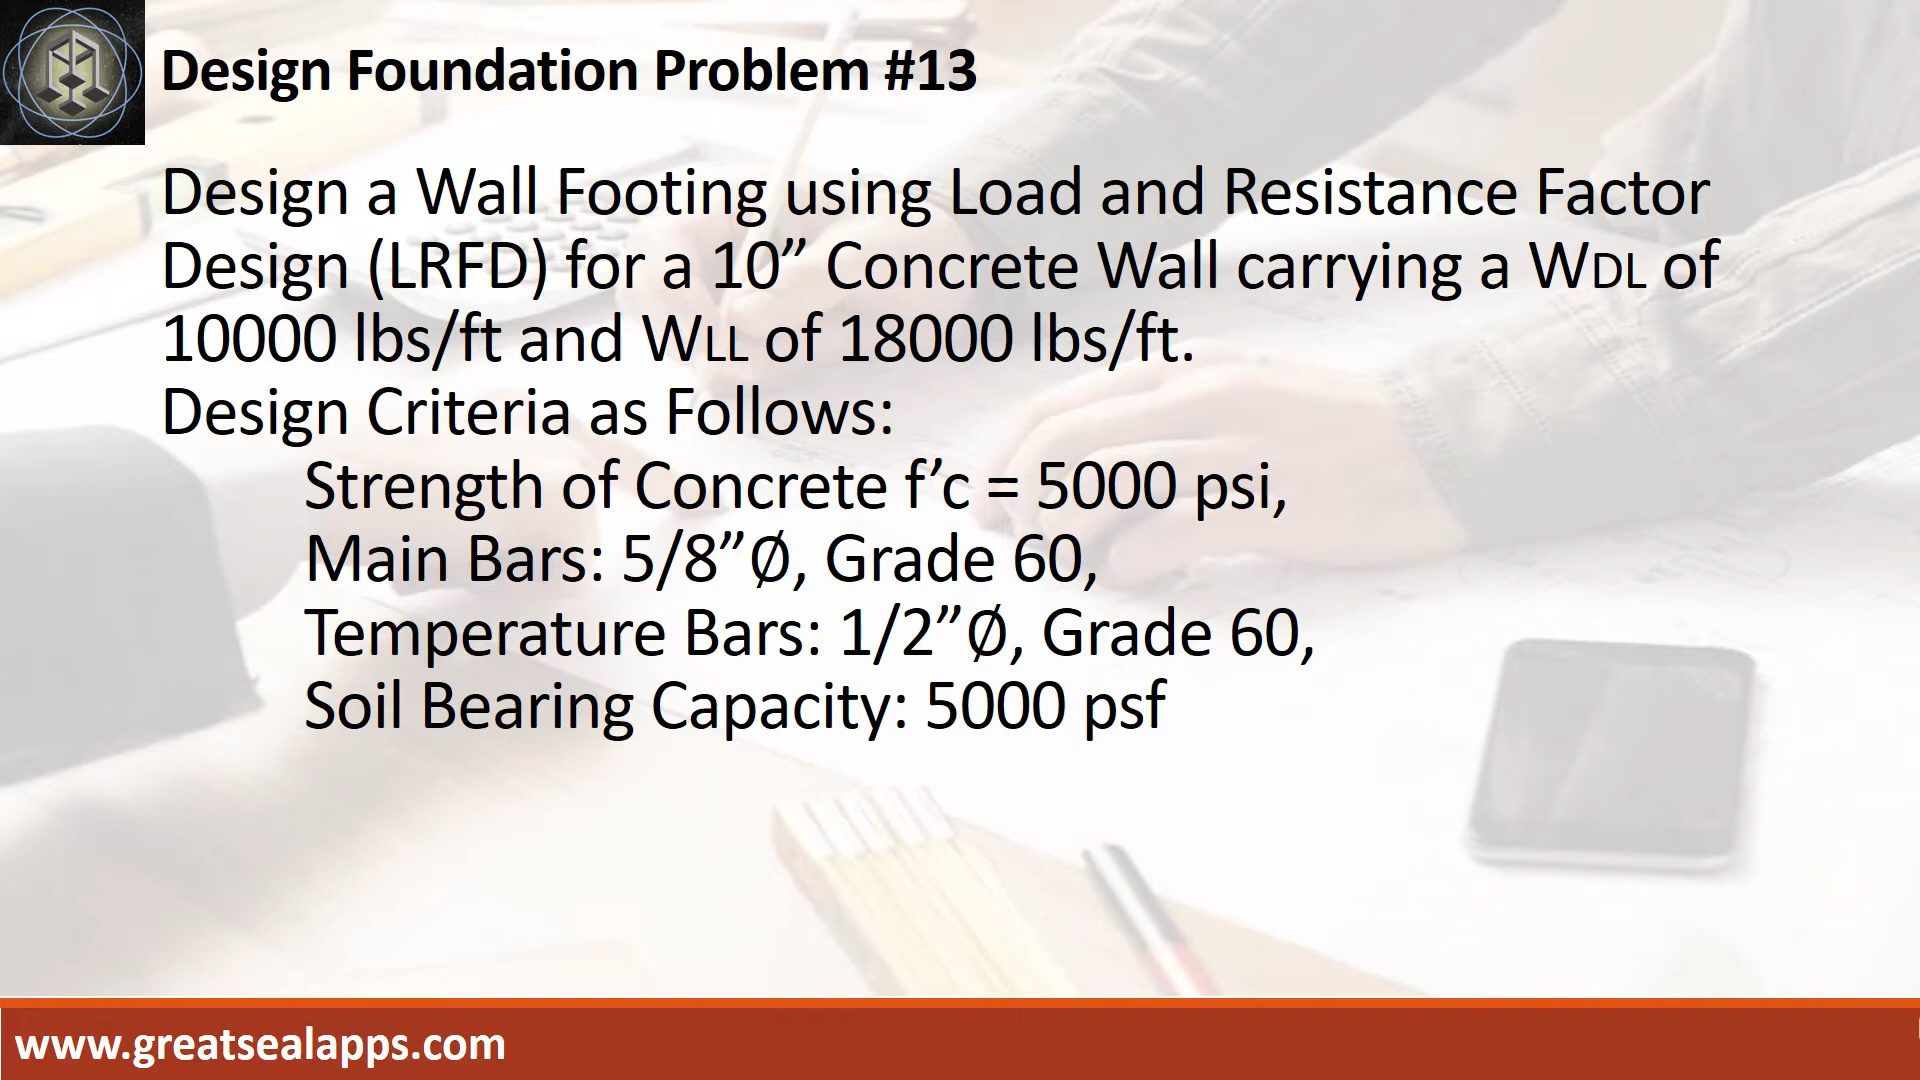 Design Foundation Problem #13
Design a Wall Footing using Load and Resistance Factor
Design (LRFD) for a 10” Concrete Wall carrying a WDL of
10000 lbs/ft and WLL of 18000 lbs/ft.
Design Criteria as Follows:
Strength of Concrete f’c = 5000 psi,
Main Bars: 5/8”∅, Grade 60,
Temperature Bars: 1/2”∅, Grade 60,
Soil Bearing Capacity: 5000 psf
www.greatsealapps.com